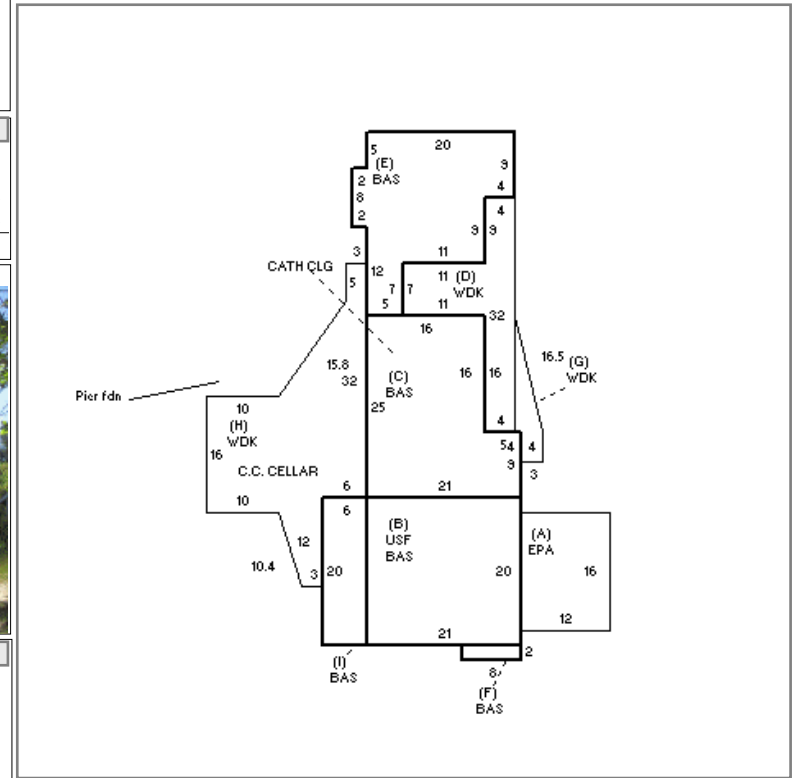 20
5
(E)
BAS
9
2
8
2
4
4
9 9
3
11
CATH CLG
12
11 (D)
WDK
5
7 7
5
11
32
16
16.5 (G)
WDK
15.8
32
(C)
BAS
16 16
Pier fdn
10
25
(H)
WDK
4
16
5 4 4
9
3
C.C. CELLAR
6
21
10
6
(B)
USF
BAS
(A)
EPA
12
10.4
3 20
20
16
12
21
2
(I)
BAS
8
(F)
BAS